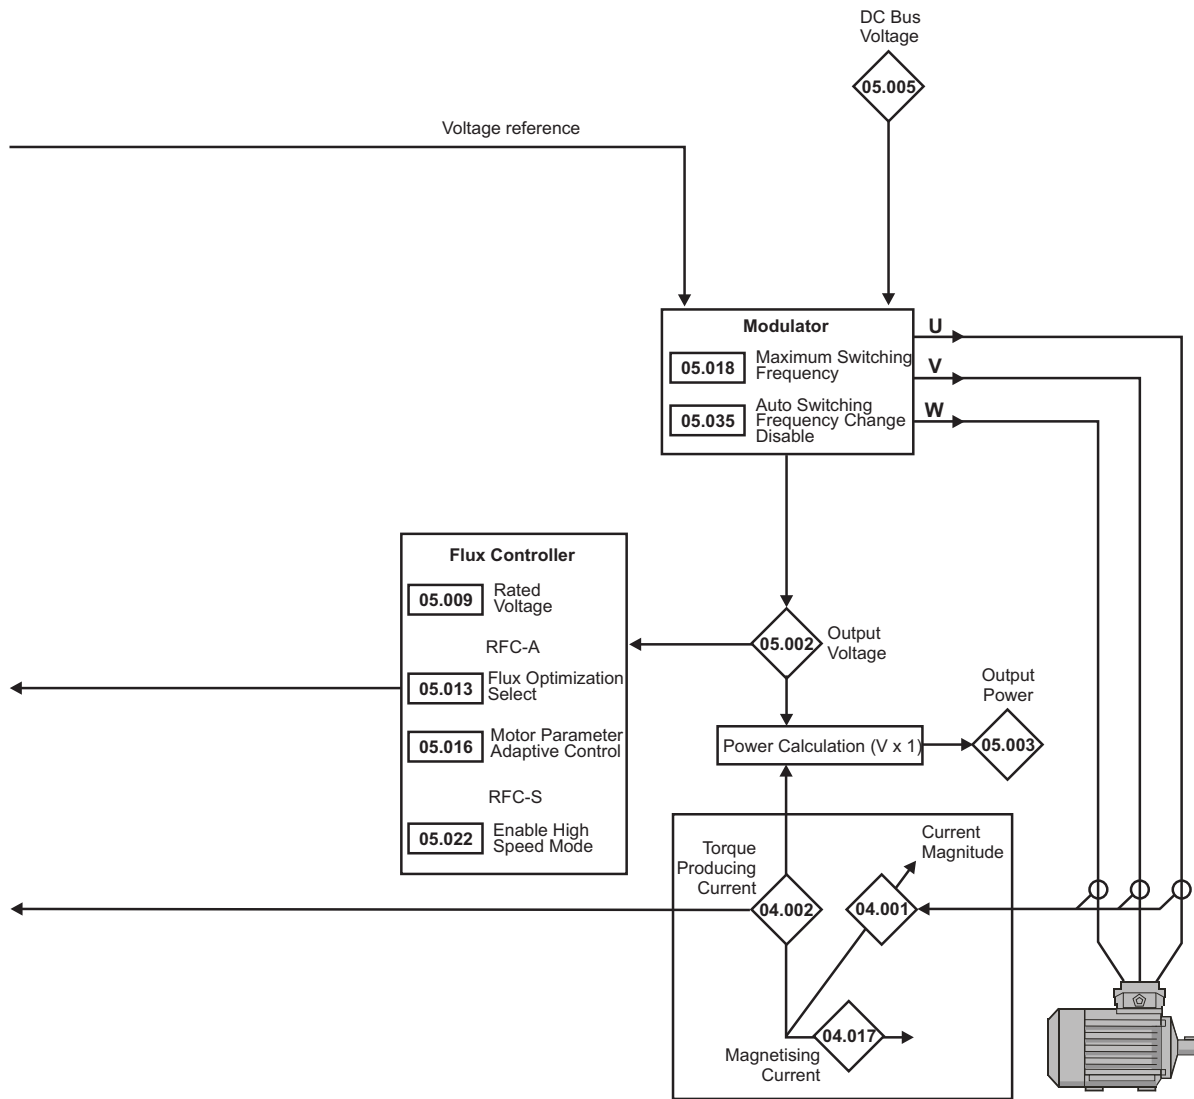 DC Bus
Voltage
05.005
Voltage reference
Modulator
05.018
Maximum Switching
Frequency
05.035
Auto Switching
Frequency Change
Disable
U
V
W
Flux Controller
05.009
Rated
Voltage
RFC-A
05.013
Flux Optimization
Select
05.016
Motor Parameter
Adaptive Control
RFC-S
05.022
Enable High
Speed Mode
05.002
Output
Voltage
Output
Power
Power Calculation (V x 1)
05.003
Torque
Producing
Current
Current
Magnitude
04.002
04.001
04.017
Magnetising
Current